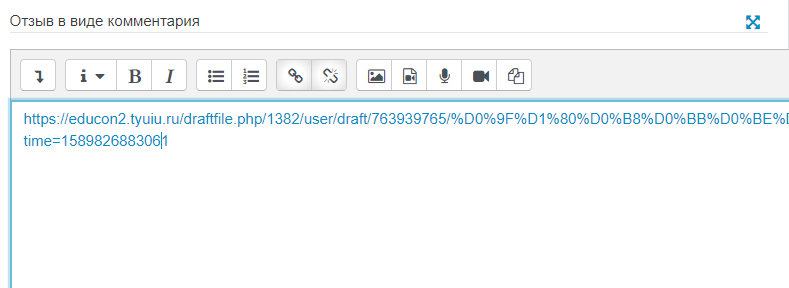 Отзыв в виде комментария
https://educon2.tyuiu.ru/draftfile.php/1382/user/draft/763939765/%D0%9F%D1%80%D0%B8%D0%BB%D0%BE%D
time=1589826883061